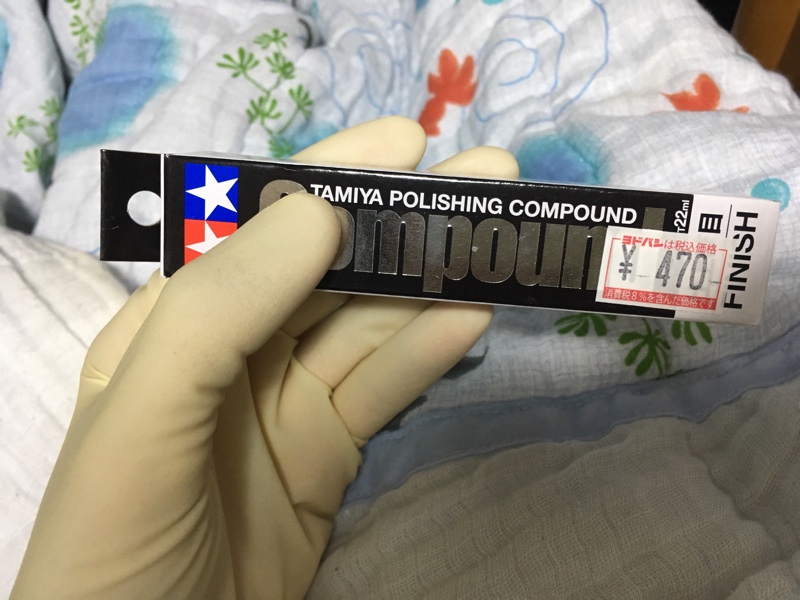 TAMIYA POLISHING COMPOUND
Compound
22ml
目
FINISH
ヨドバシは税込価格
¥ 470
消費税8%を含んだ価格です